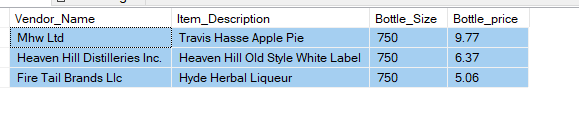 Vendor_Name Item_Description Bottle_Size Bottle_price
Mhw Ltd Travis Hasse Apple Pie 750 9.77
Heaven Hill Distilleries Inc. Heaven Hill Old Style White Label 750 6.37
Fire Tail Brands Llc Hyde Herbal Liqueur 750 5.06